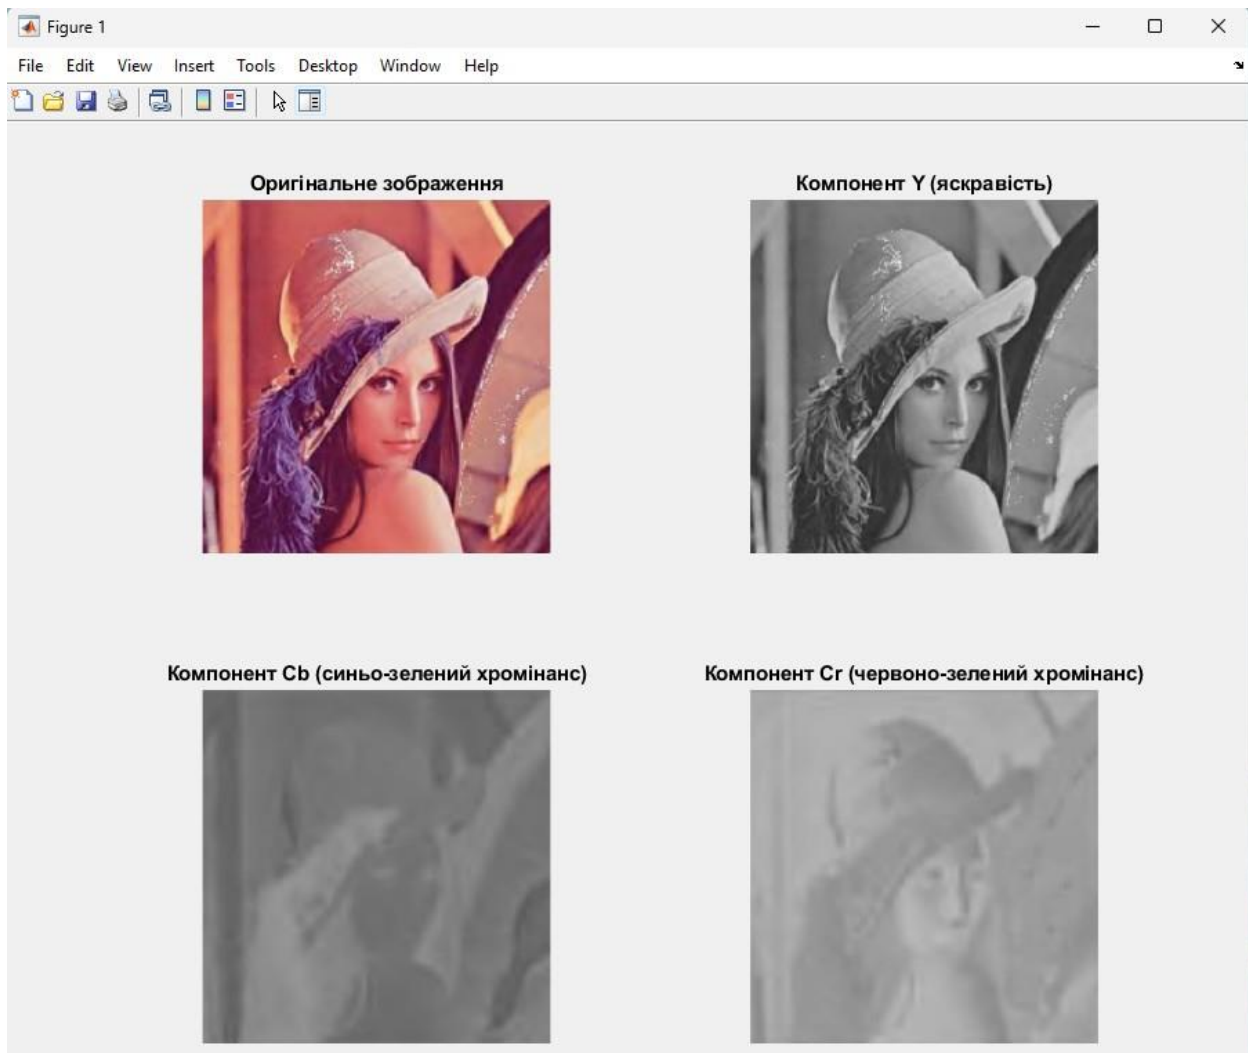 Figure 1
File Edit View Insert Tools Desktop Window Help
Оригінальне зображення
Компонент Y (яскравість)
Компонент Cb (синьо-зелений хромінанс)
Компонент Cr (червоно-зелений хромінанс)